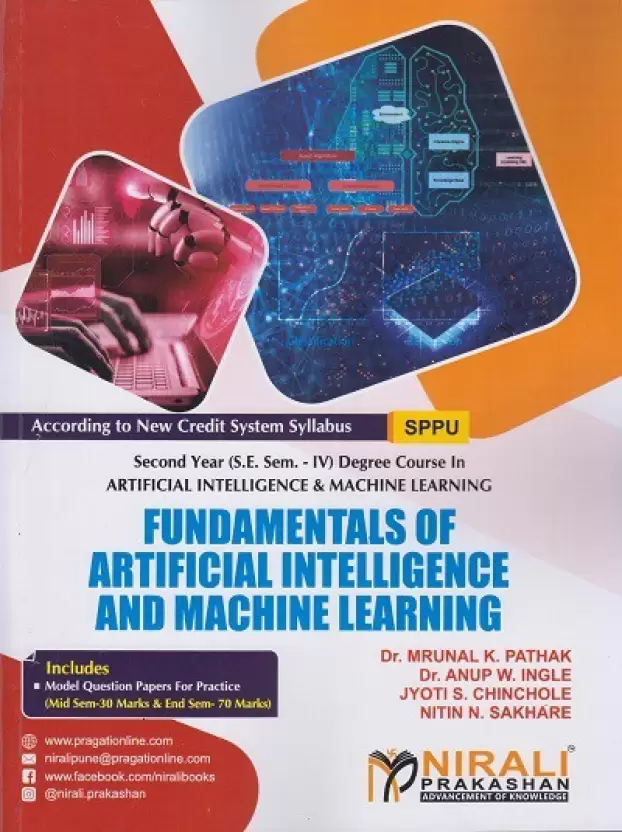 Environment
Classification
According to New Credit System Syllabus
SPPU
Second Year (S.E. Sem. - IV) Degree Course In
ARTIFICIAL INTELLIGENCE & MACHINE LEARNING
FUNDAMENTALS OF
ARTIFICIAL INTELLIGENCE
AND MACHINE LEARNING
Dr. MRUNAL K. PATHAK
Dr. ANUP W. INGLE
JYOTI S. CHINCHOLE
NITIN N. SAKHARE
Includes
▪ Model Question Papers For Practice
(Mid Sem-30 Marks & End Sem- 70 Marks)
www.pragationline.com
niralipune@pragationline.com
www.facebook.com/niralibooks
@nirali.prakashan
NIRALI
PRAKASHAN
ADVANCEMENT OF KNOWLEDGE